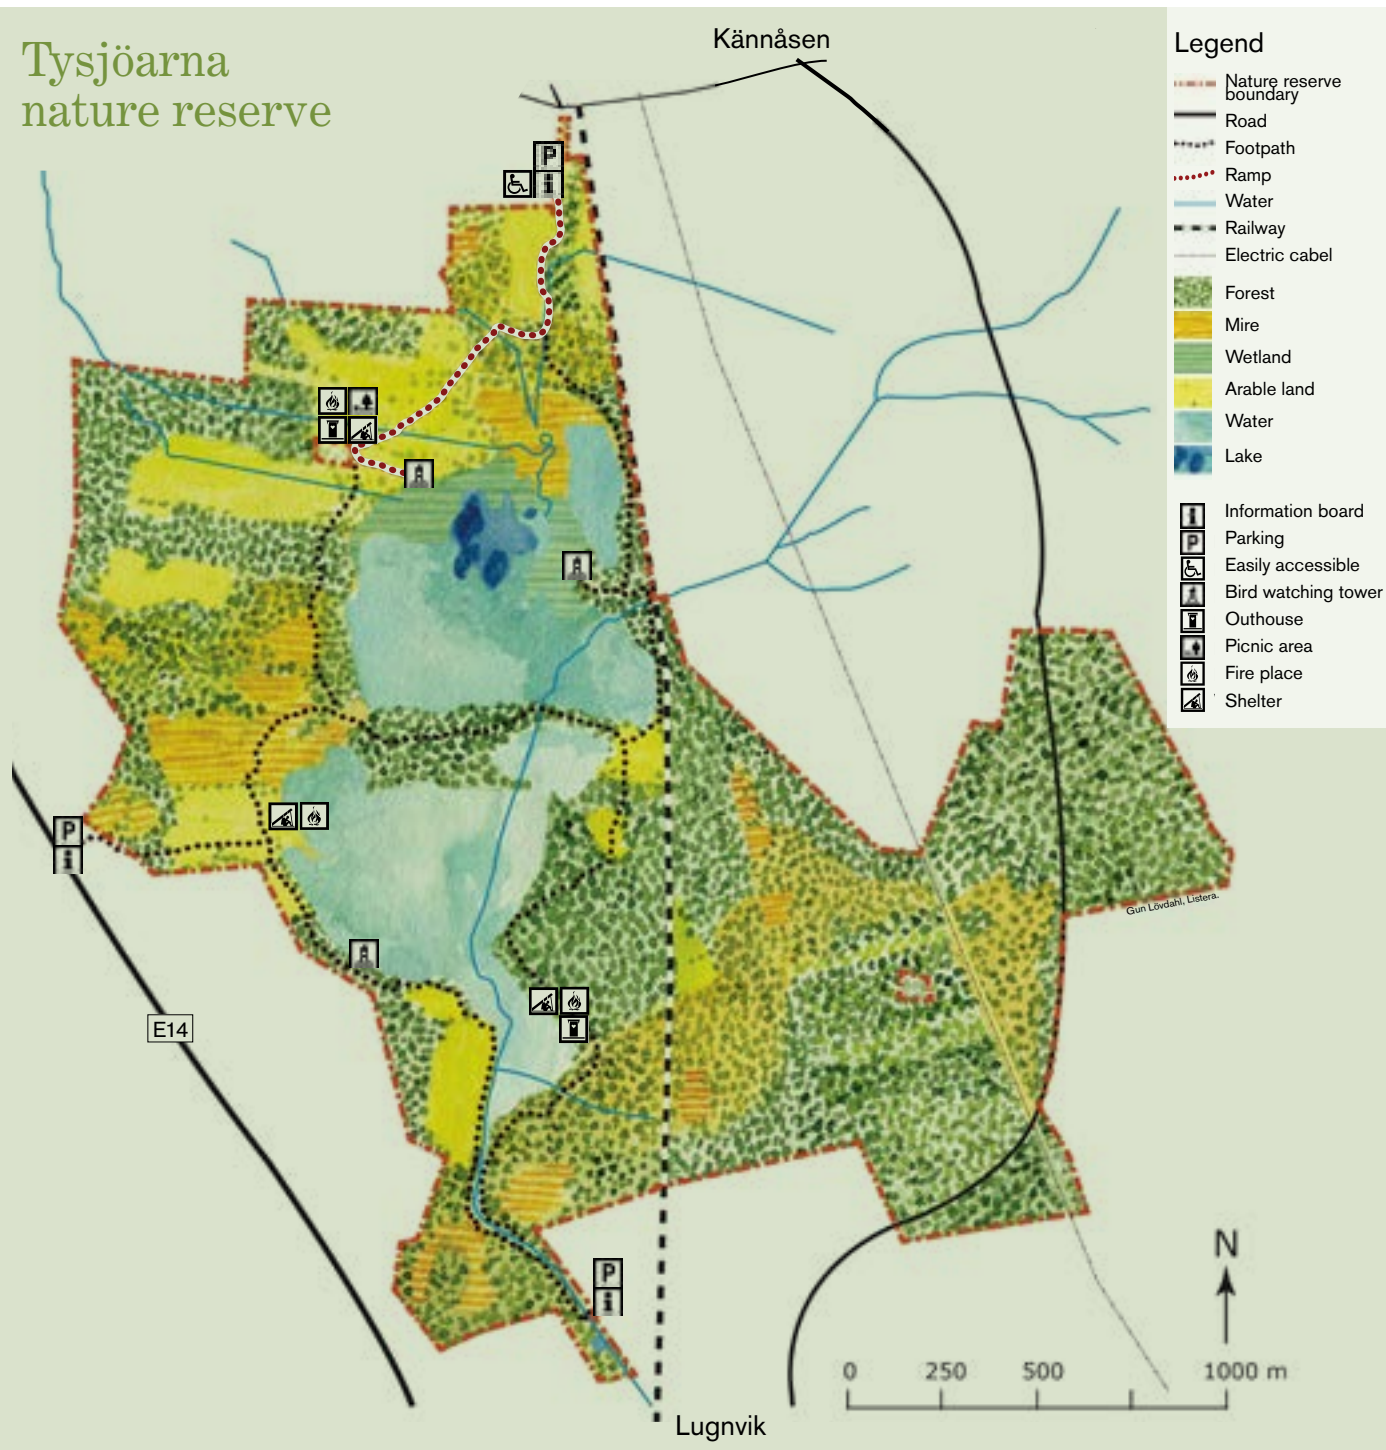 Tysjöarna
nature reserve
Kännåsen
Legend
Nature reserve
boundary
Road
Footpath
Ramp
Water
Railway
Electric cabel
Forest
Mire
Wetland
Arable land
Water
Lake
i Information board
P Parking
Easily accessible
Bird watching tower
Outhouse
Picnic area
Fire place
Shelter
P
i
P
i
Gun Lövdahl, Listera.
E14
P
i
N
0 250 500 1000 m
Lugnvik